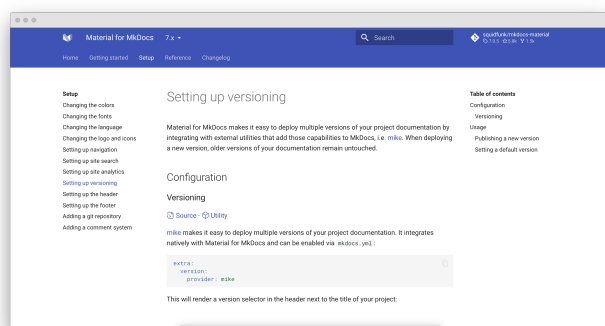 Material for MkDocs 7.x
Search
squidfunk/mkdocs-material
7.0.5 5.8k 1.5k
Home Getting started Setup Reference Changelog
Setup
Changing the colors
Changing the fonts
Changing the language
Changing the logo and icons
Setting up navigation
Setting up site search
Setting up site analytics
Setting up versioning
Setting up the header
Setting up the footer
Adding a git repository
Adding a comment system
Setting up versioning
Material for MkDocs makes it easy to deploy multiple versions of your project documentation by
integrating with external utilities that add those capabilities to MkDocs, i.e. mike. When deploying
a new version, older versions of your documentation remain untouched.
Configuration
Versioning
Source · Utility
mike makes it easy to deploy multiple versions of your project documentation. It integrates
natively with Material for MkDocs and can be enabled via mkdocs.yml:
extra:
version:
provider: mike
This will render a version selector in the header next to the title of your project:
Table of contents
Configuration
Versioning
Usage
Publishing a new version
Setting a default version